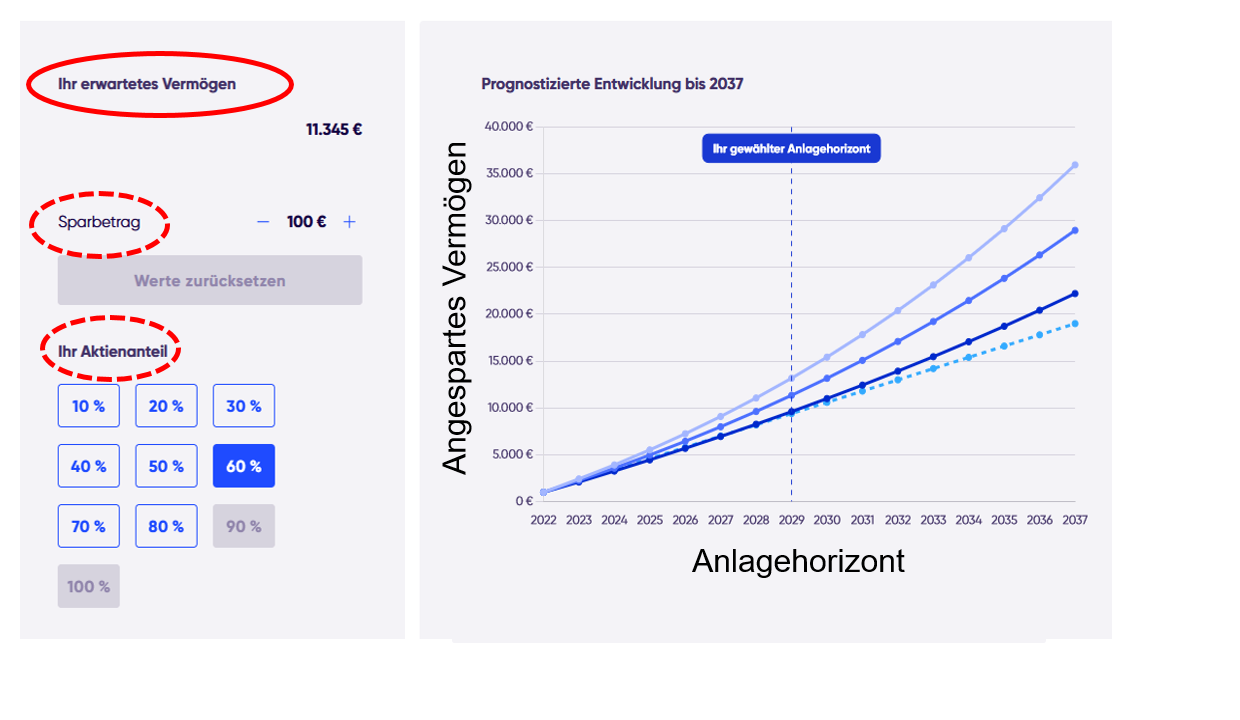 Ihr erwartetes Vermögen
11.345 €
Sparbetrag
− 100 € +
Werte zurücksetzen
Ihr Aktienanteil
10 % 20 % 30 %
40 % 50 % 60 %
70 % 80 % 90 %
100 %
Prognostizierte Entwicklung bis 2037
Angespartes Vermögen
40.000 €
Ihr gewählter Anlagehorizont
35.000 €
30.000 €
25.000 €
20.000 €
15.000 €
10.000 €
5.000 €
0 €
2022 2023 2024 2025 2026 2027 2028 2029 2030 2031 2032 2033 2034 2035 2036 2037
Anlagehorizont